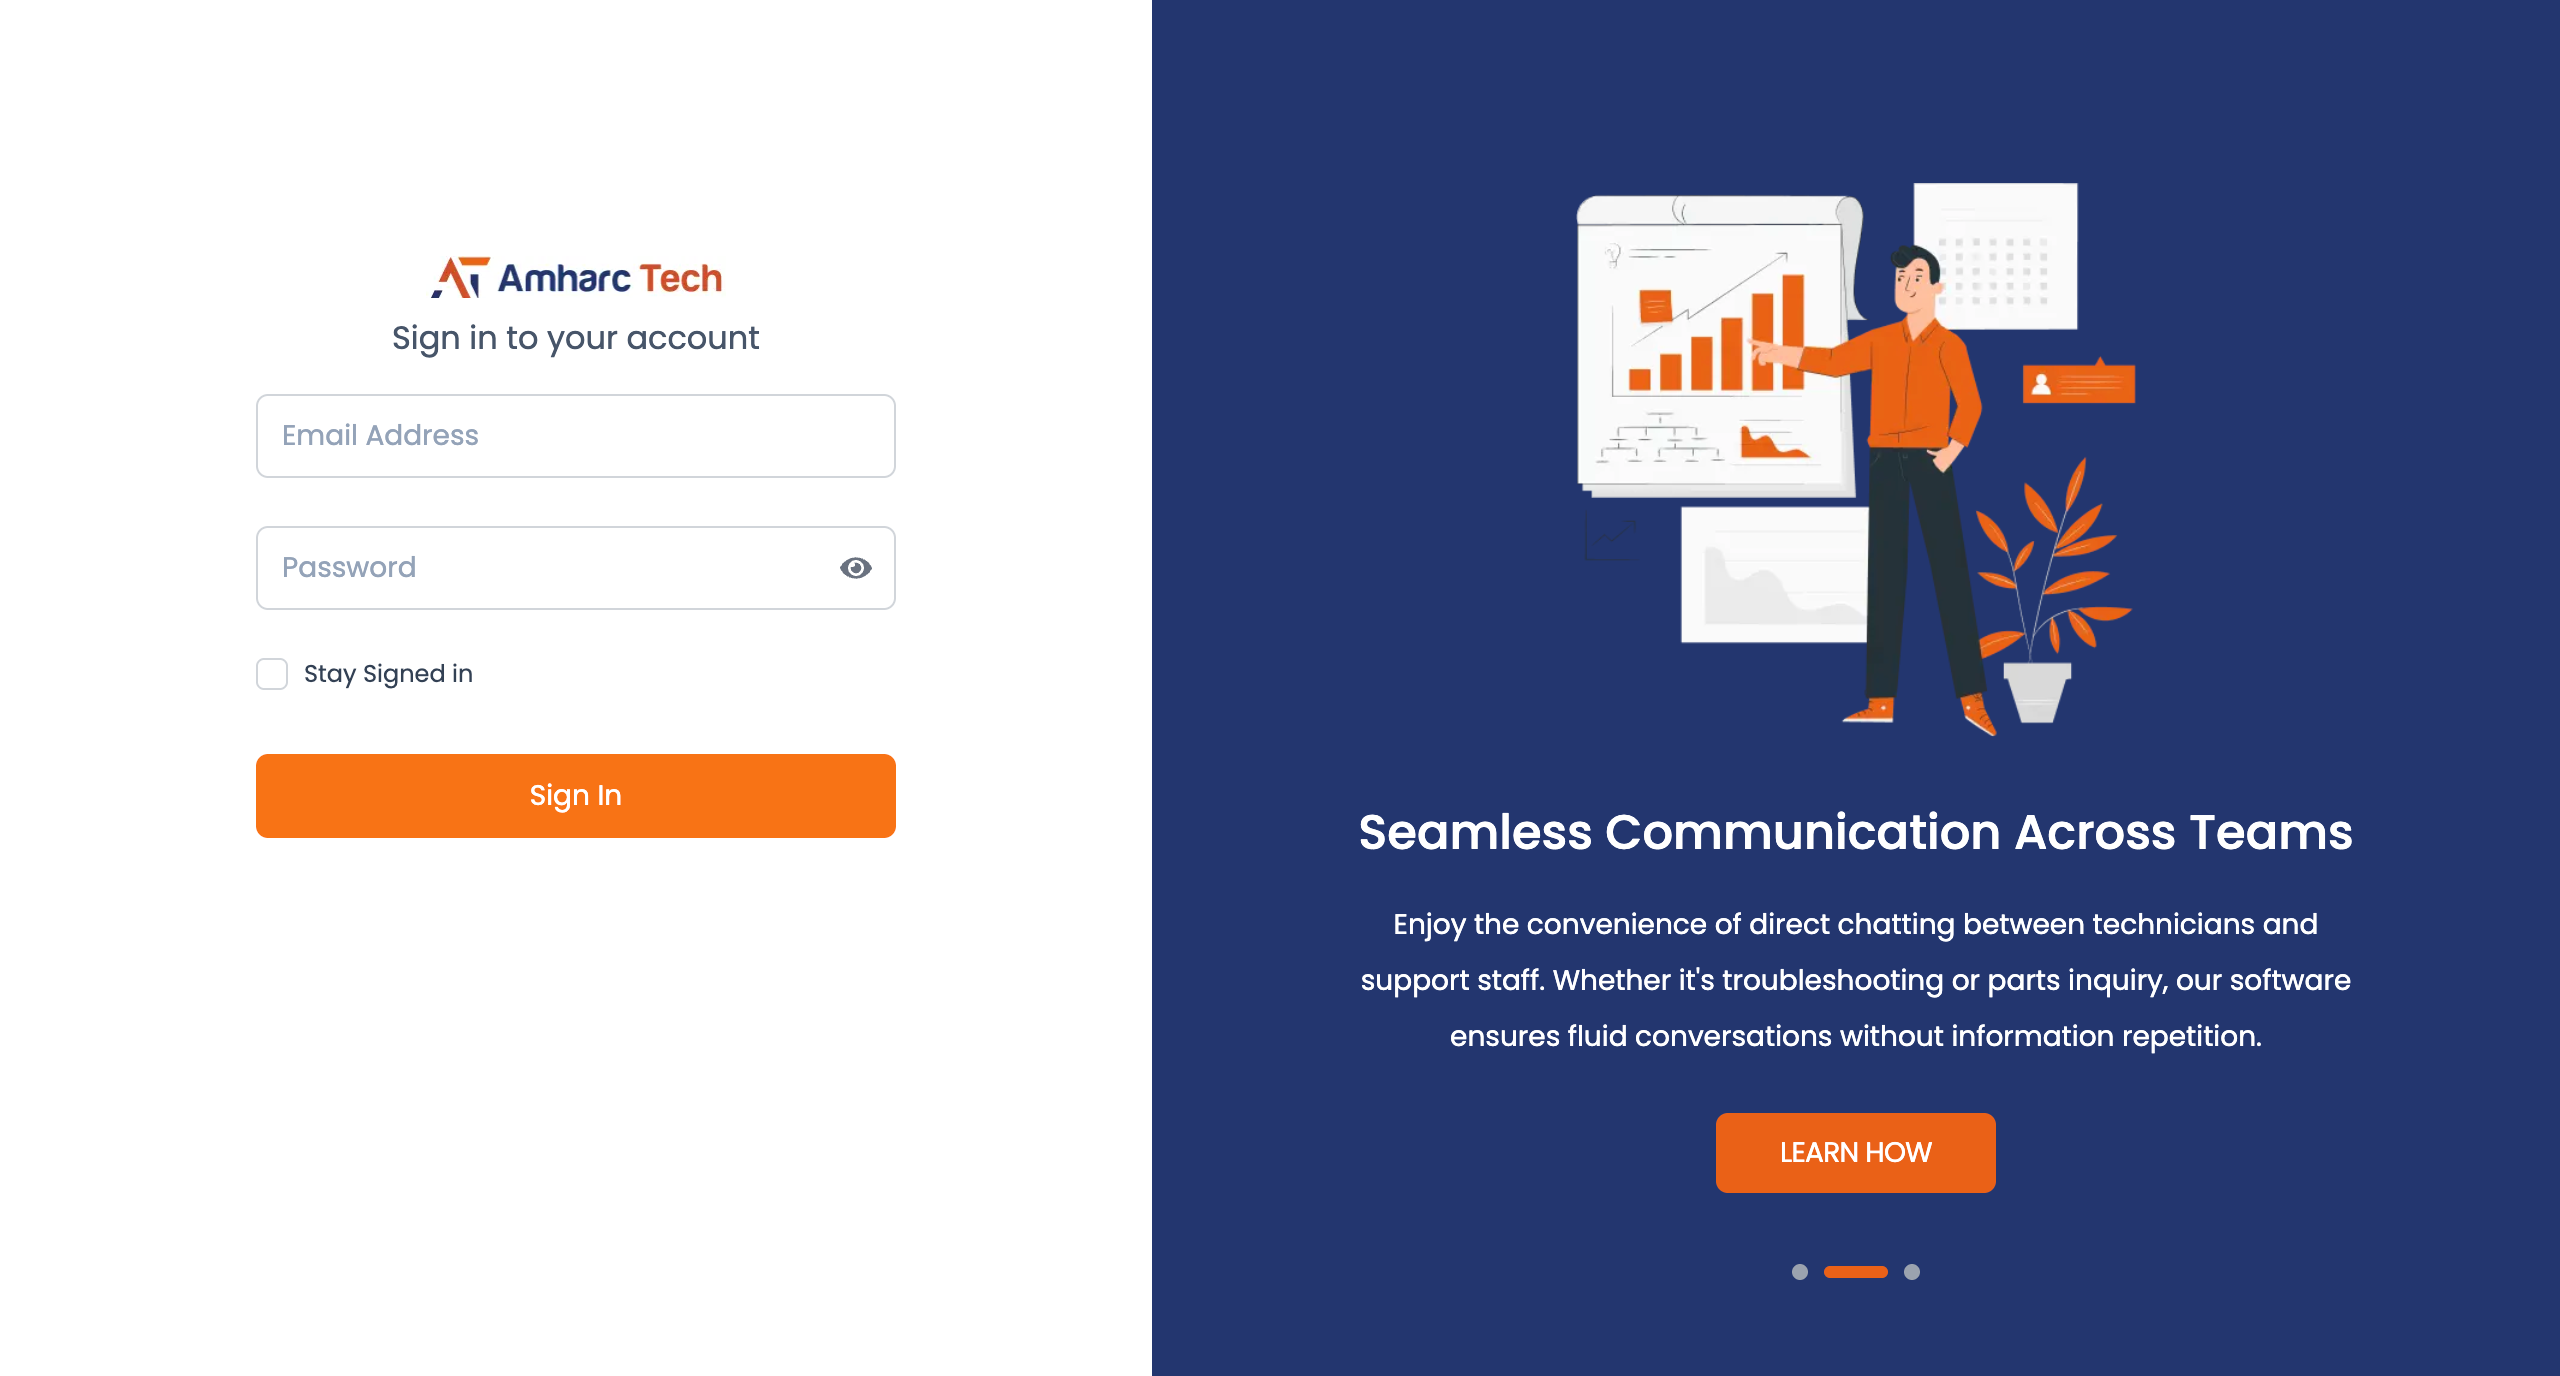 Amharc Tech
Sign in to your account
Email Address
Password
Stay Signed in
Sign In
Seamless Communication Across Teams
Enjoy the convenience of direct chatting between technicians and
support staff. Whether it's troubleshooting or parts inquiry, our software
ensures fluid conversations without information repetition.
LEARN HOW